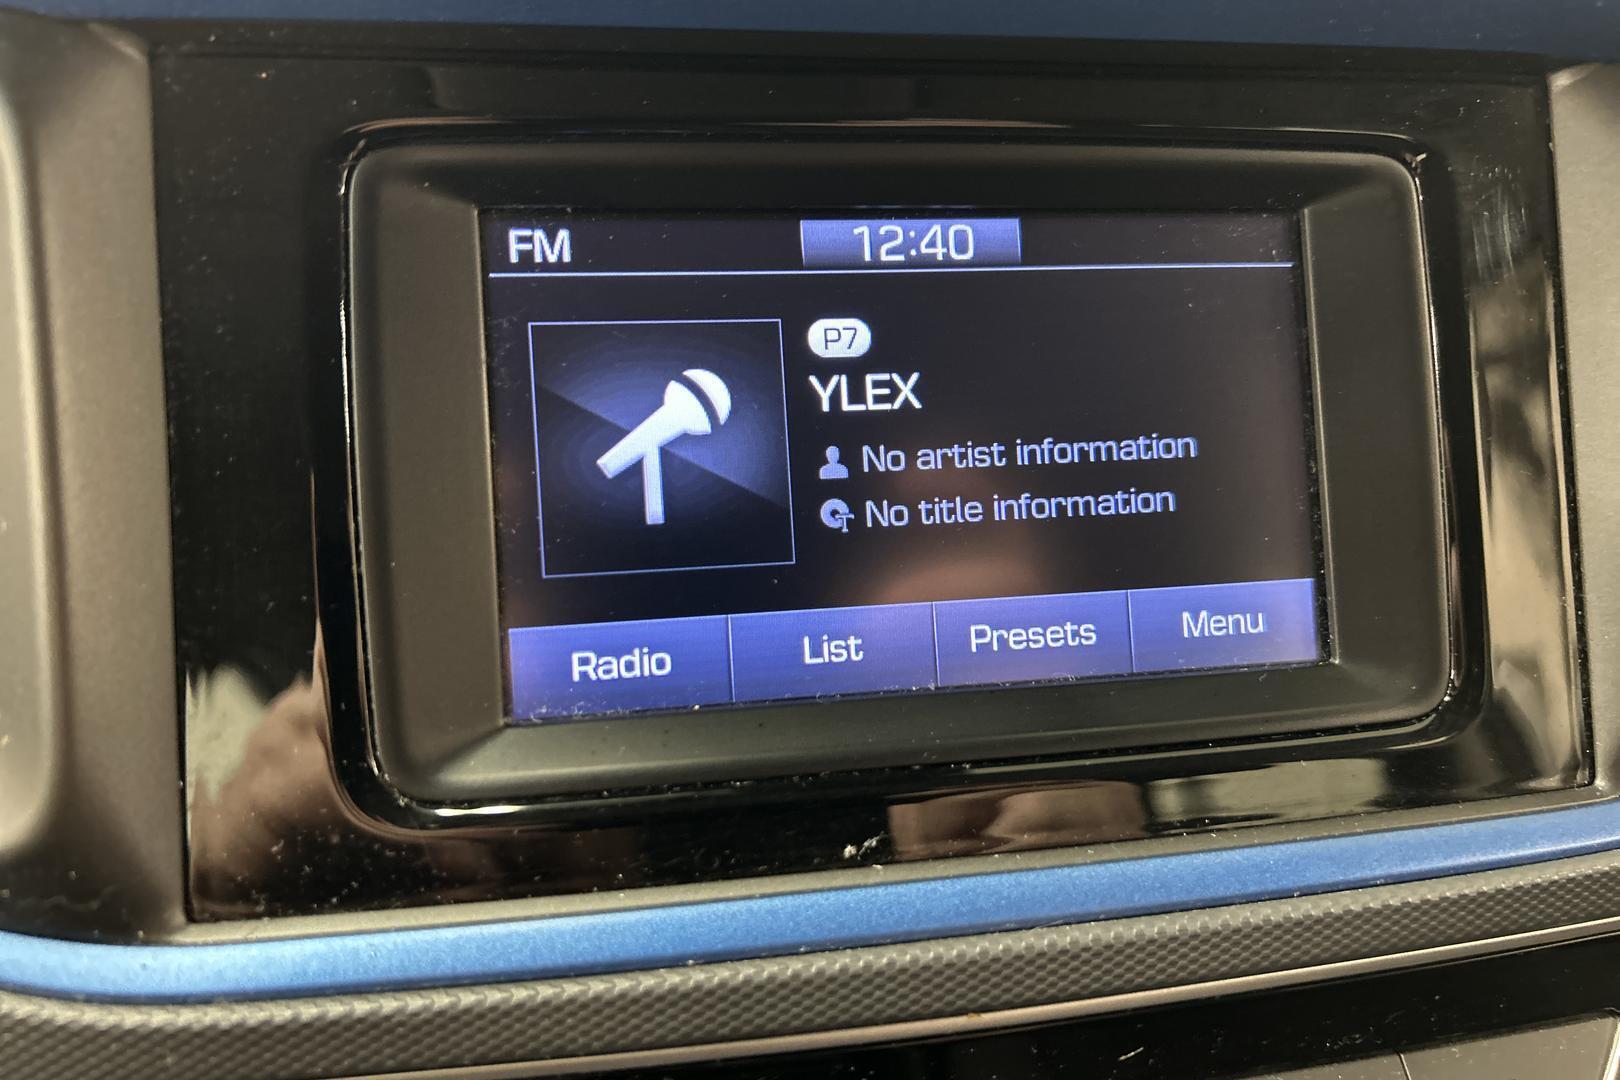 FM
12:40
P7
YLEX
No artist information
No title information
Radio
List
Presets
Menu